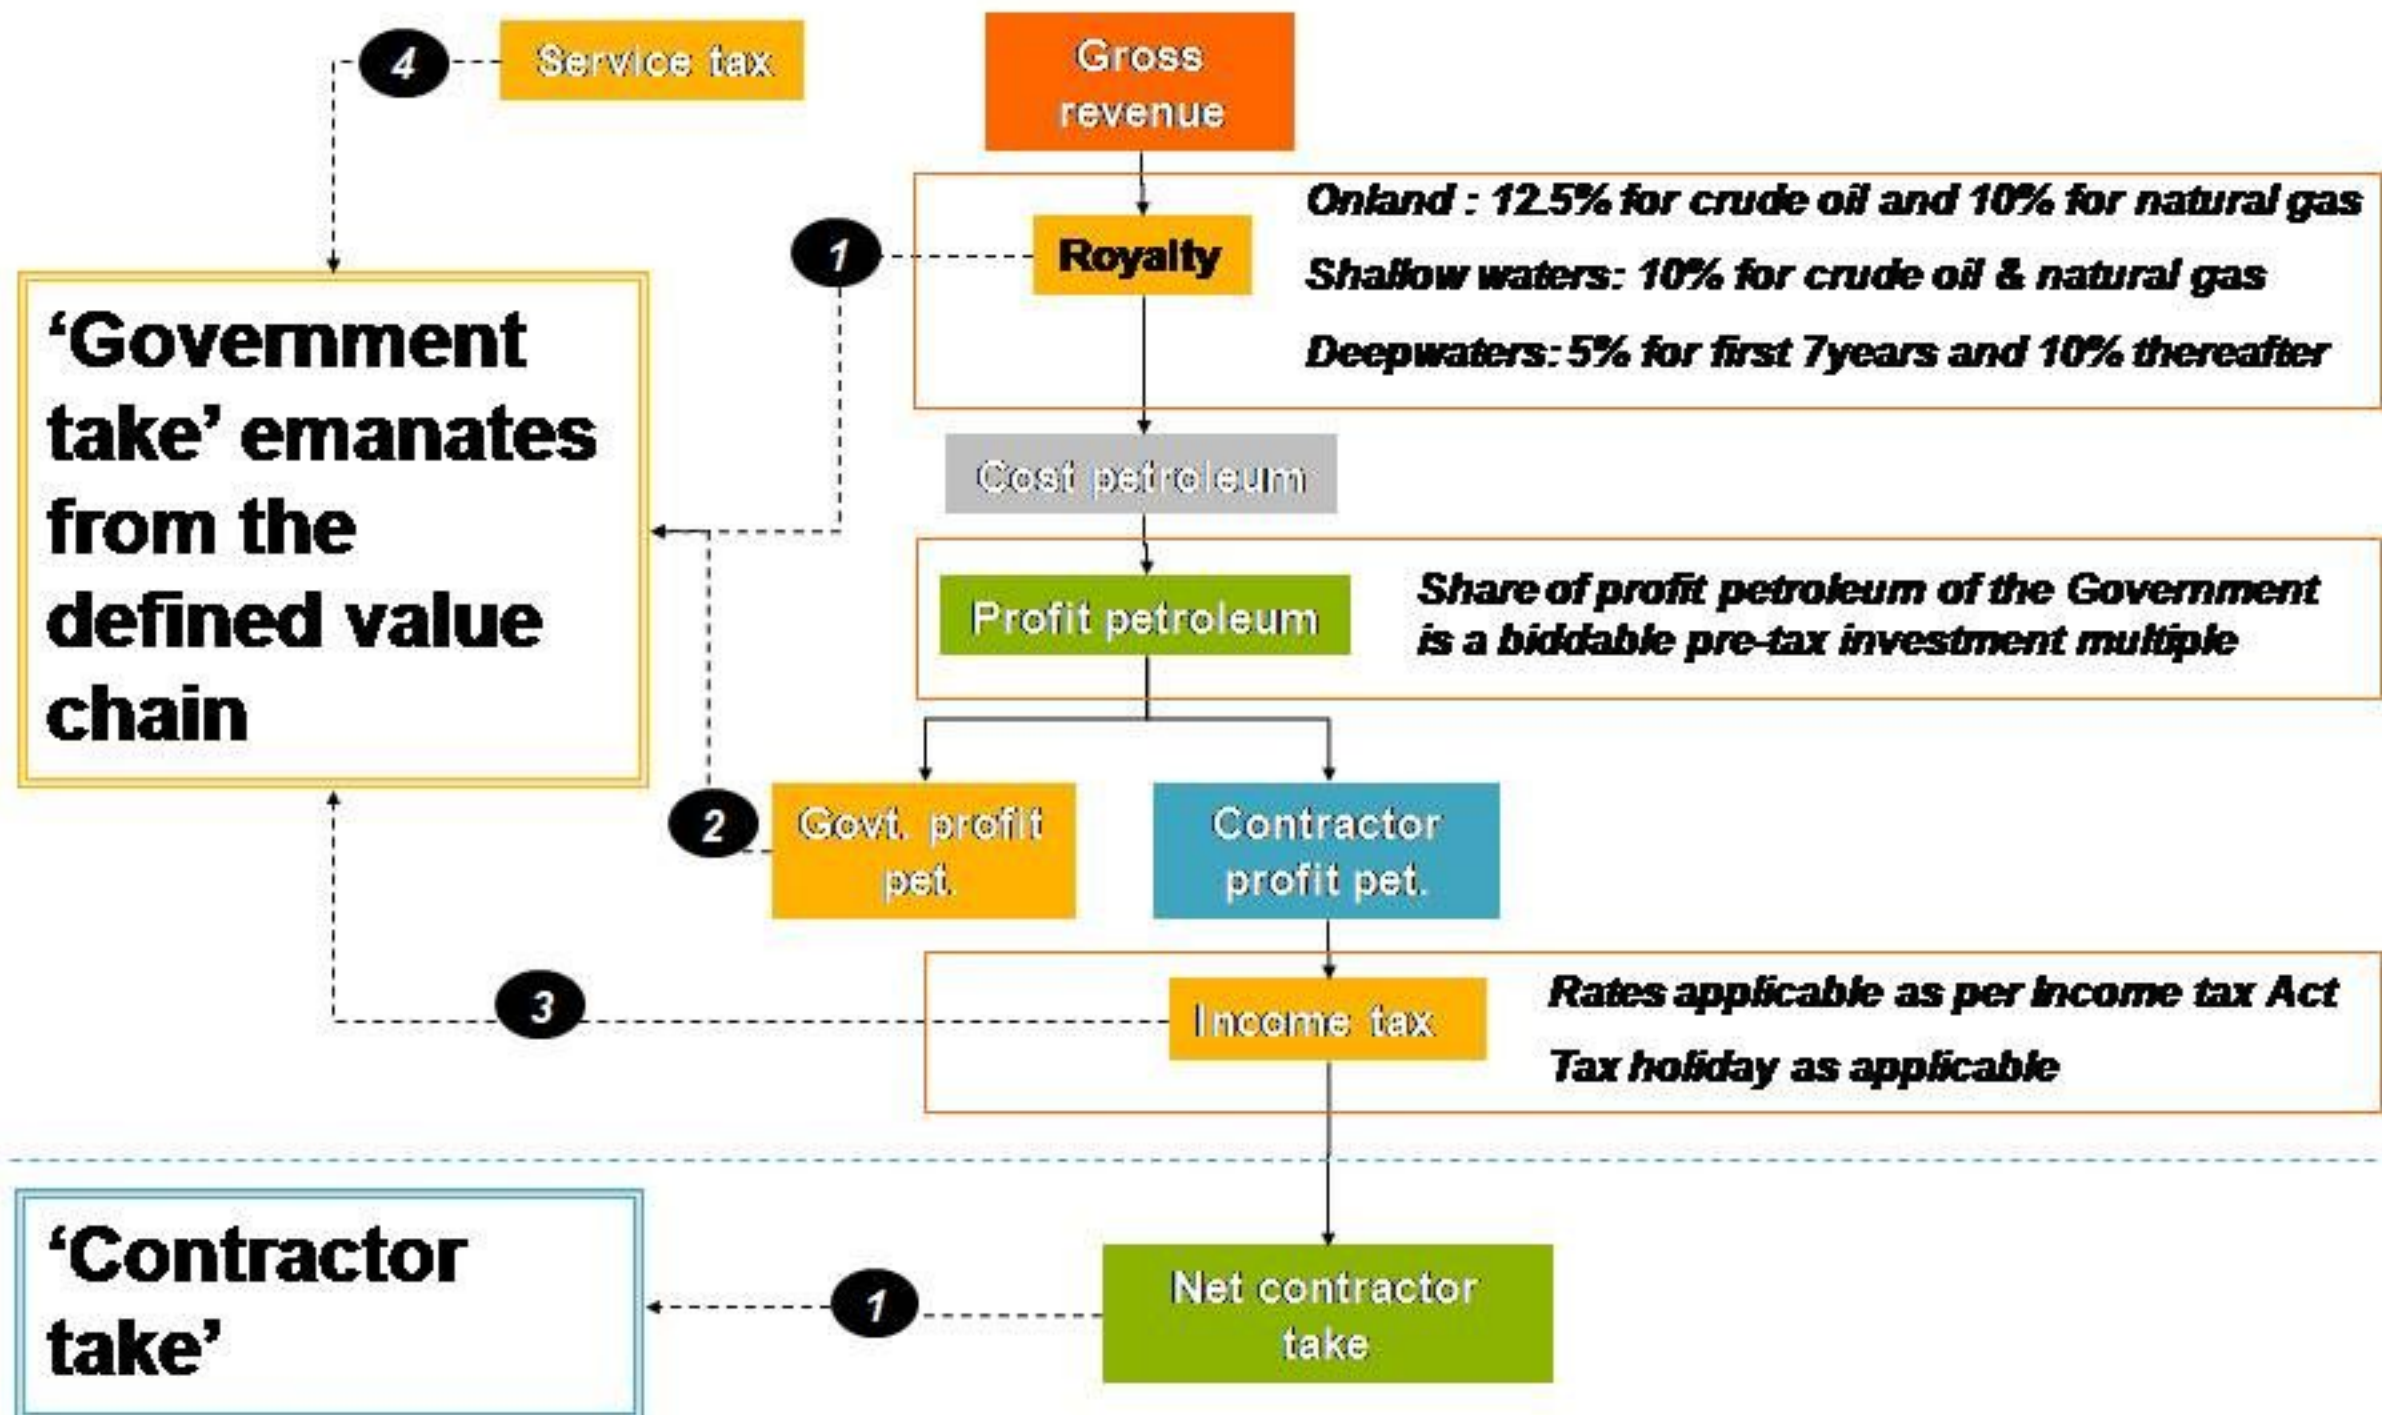 4
Service tax
Gross
revenue
1
Royalty
Onland : 12.5% for crude oil and 10% for natural gas
Shallow waters: 10% for crude oil & natural gas
Deepwaters: 5% for first 7years and 10% thereafter
‘Government
take’ emanates
from the
defined value
chain
Cost petroleum
Profit petroleum
Share of profit petroleum of the Government
is a biddable pre-tax investment multiple
2
Govt. profit
pet.
Contractor
profit pet.
3
Income tax
Rates applicable as per Income tax Act
Tax holiday as applicable
‘Contractor
take’
1
Net contractor
take